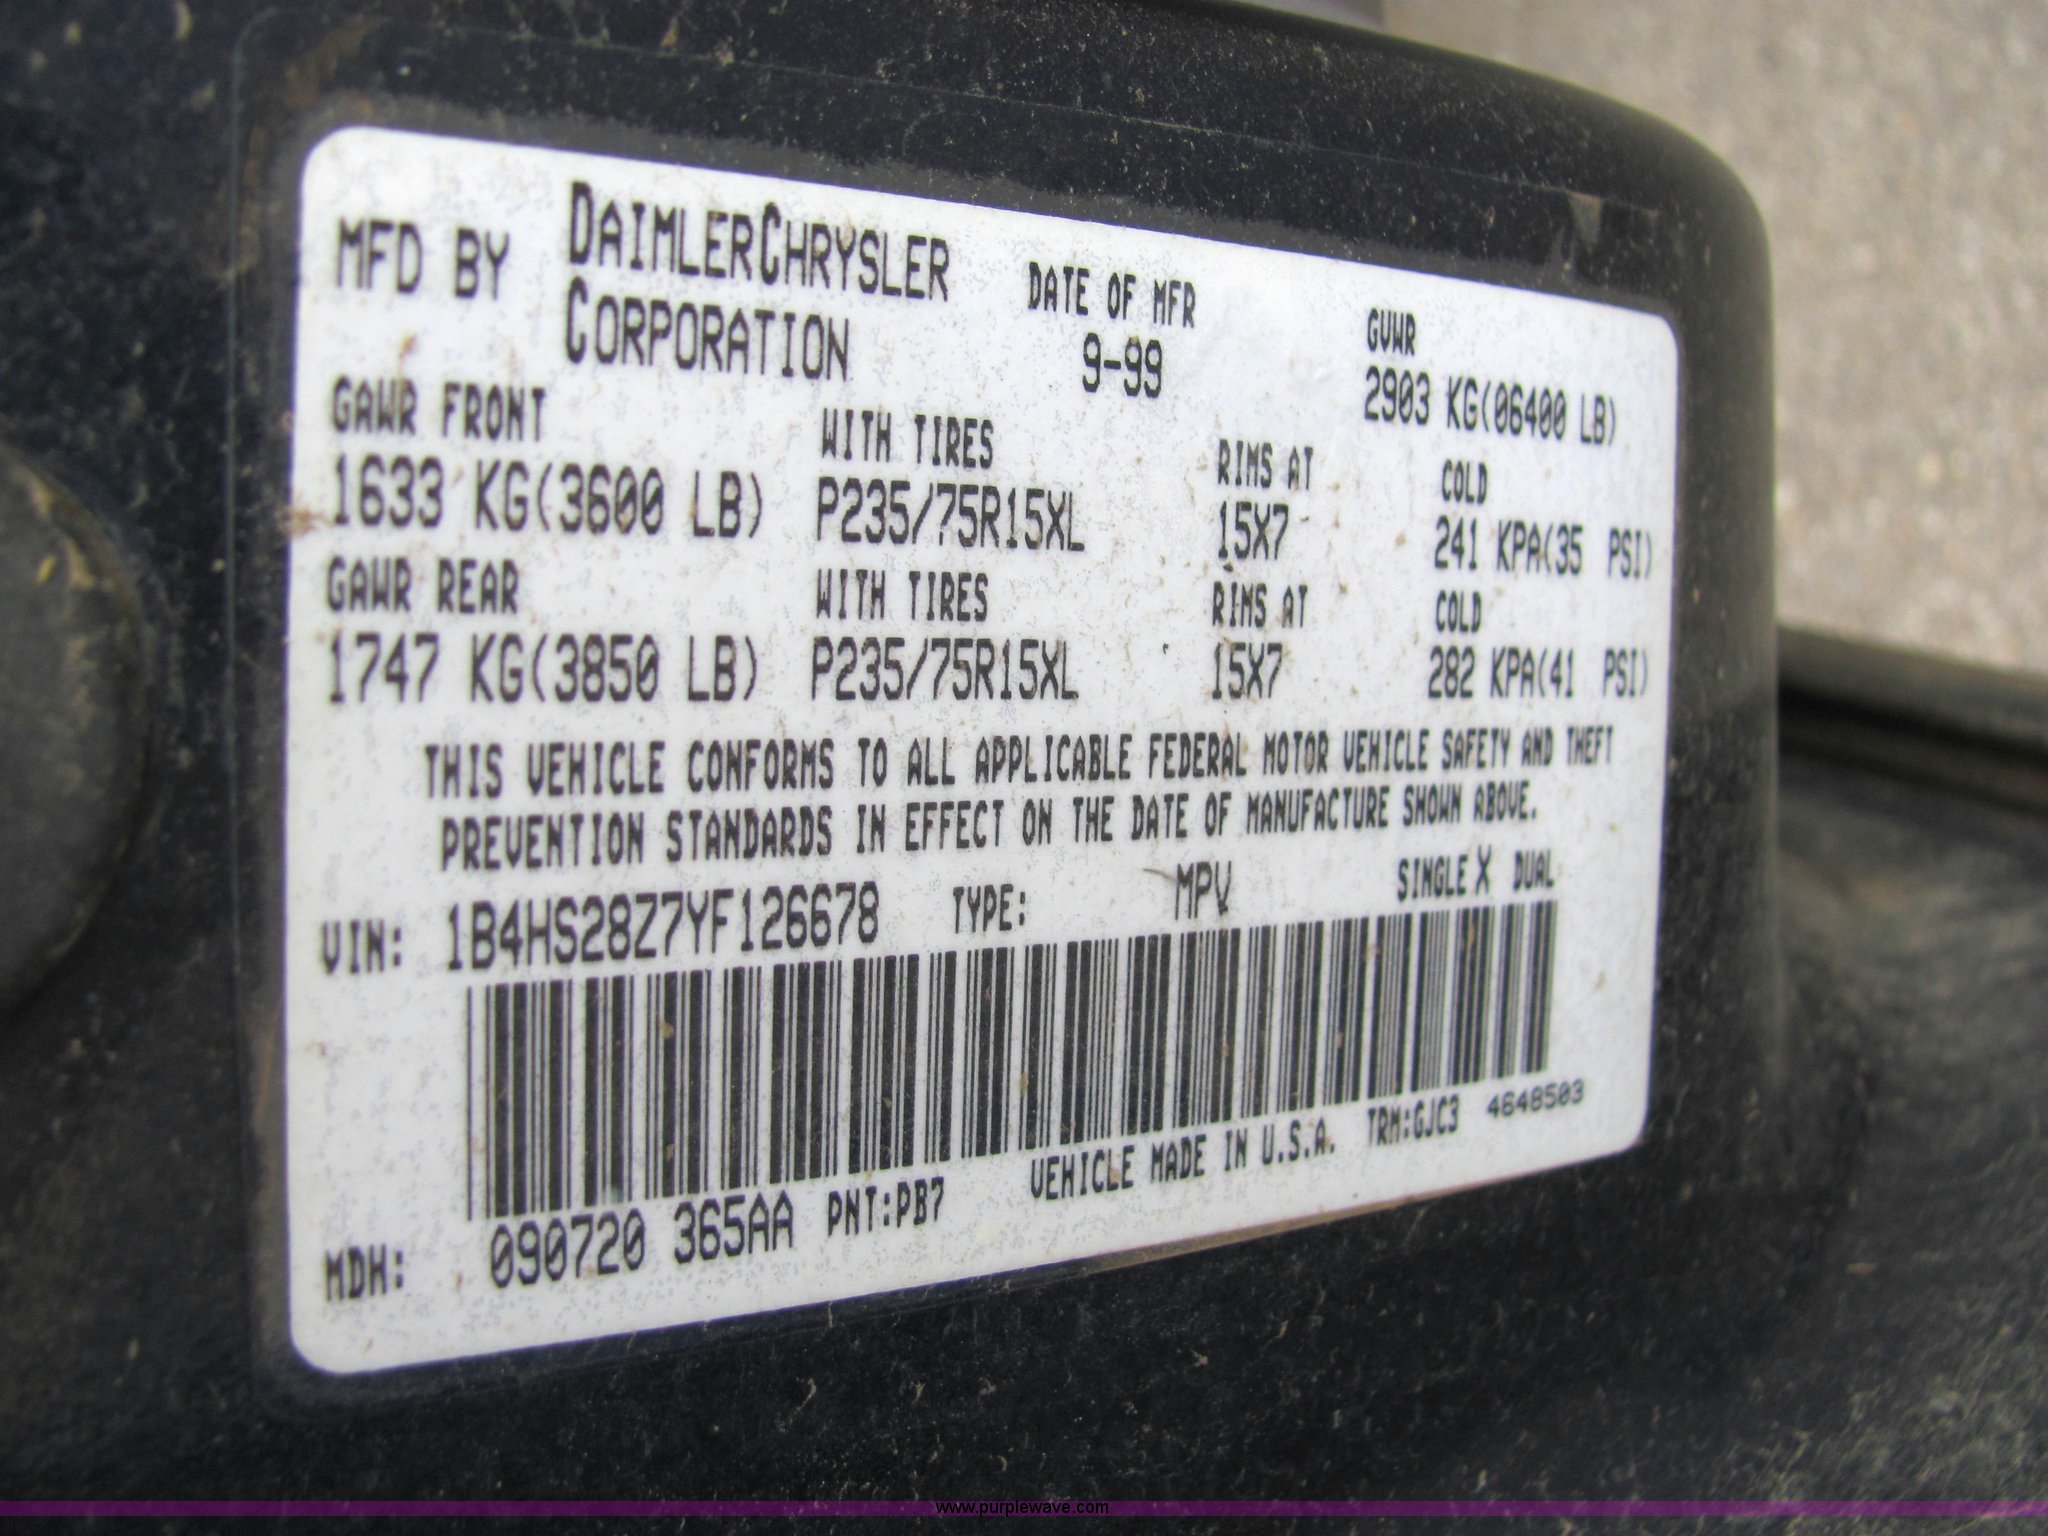 MFD BY DAIMLERCHRYSLER CORPORATION DATE OF MFR 9-99 GVWR 2903 KG(06400 LB)
GAWR FRONT WITH TIRES RIMS AT COLD
1633 KG(3600 LB) P235/75R15XL 15X7 241 KPA(35 PSI)
GAWR REAR WITH TIRES RIMS AT COLD
1747 KG(3850 LB) P235/75R15XL 15X7 282 KPA(41 PSI)
THIS VEHICLE CONFORMS TO ALL APPLICABLE FEDERAL MOTOR VEHICLE SAFETY AND THEFT
PREVENTION STANDARDS IN EFFECT ON THE DATE OF MANUFACTURE SHOWN ABOVE.
VIN: 1B4HS28Z7YF126678 TYPE: MPV SINGLE X DUAL
MDH: 090720 365AA PNT:PB7 VEHICLE MADE IN U.S.A. TRM:GJC3 4648503
www.purplewave.com